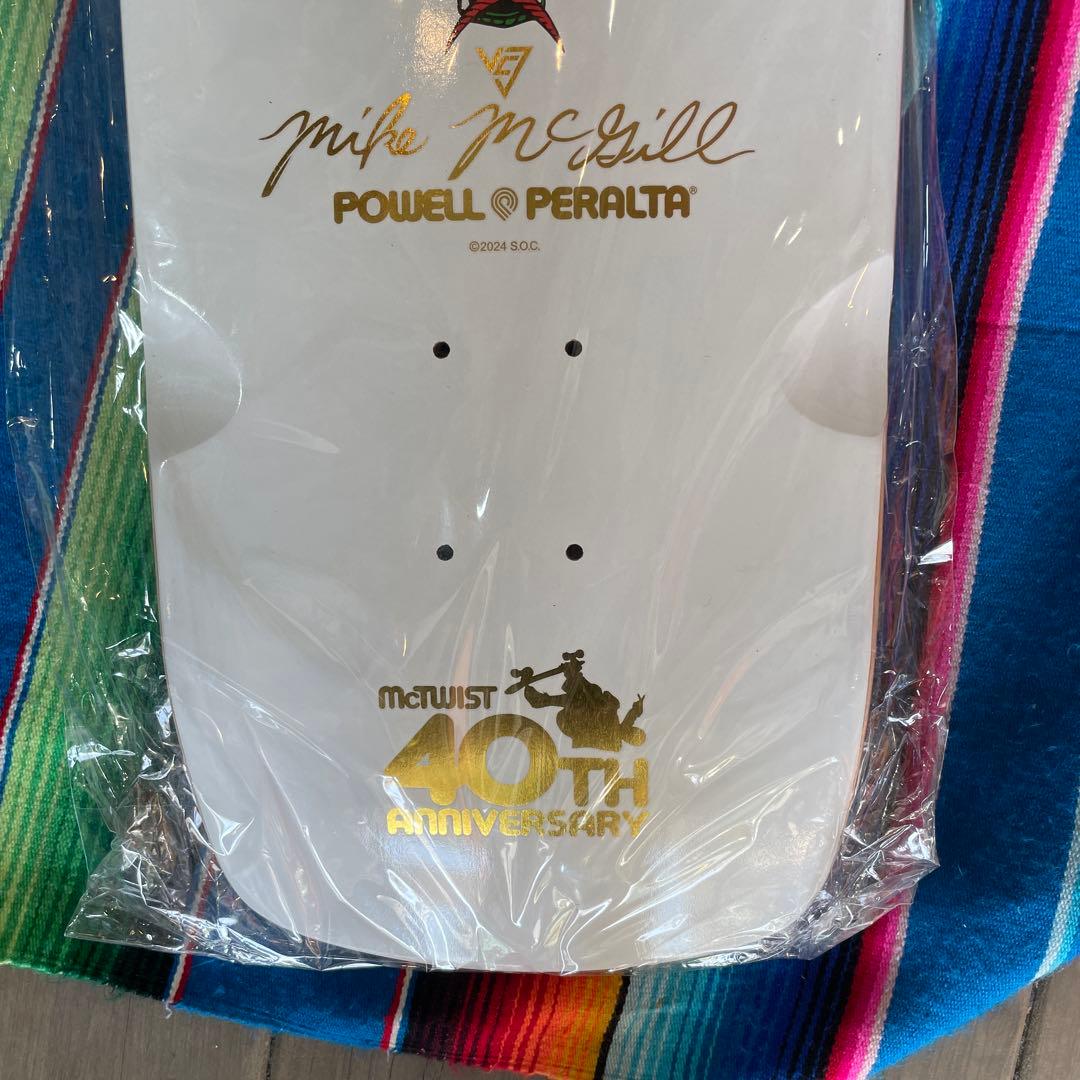 Mike McGill
POWELL PERALTA®
©2024 S.O.C.
McTWIST
40TH
ANNIVERSARY